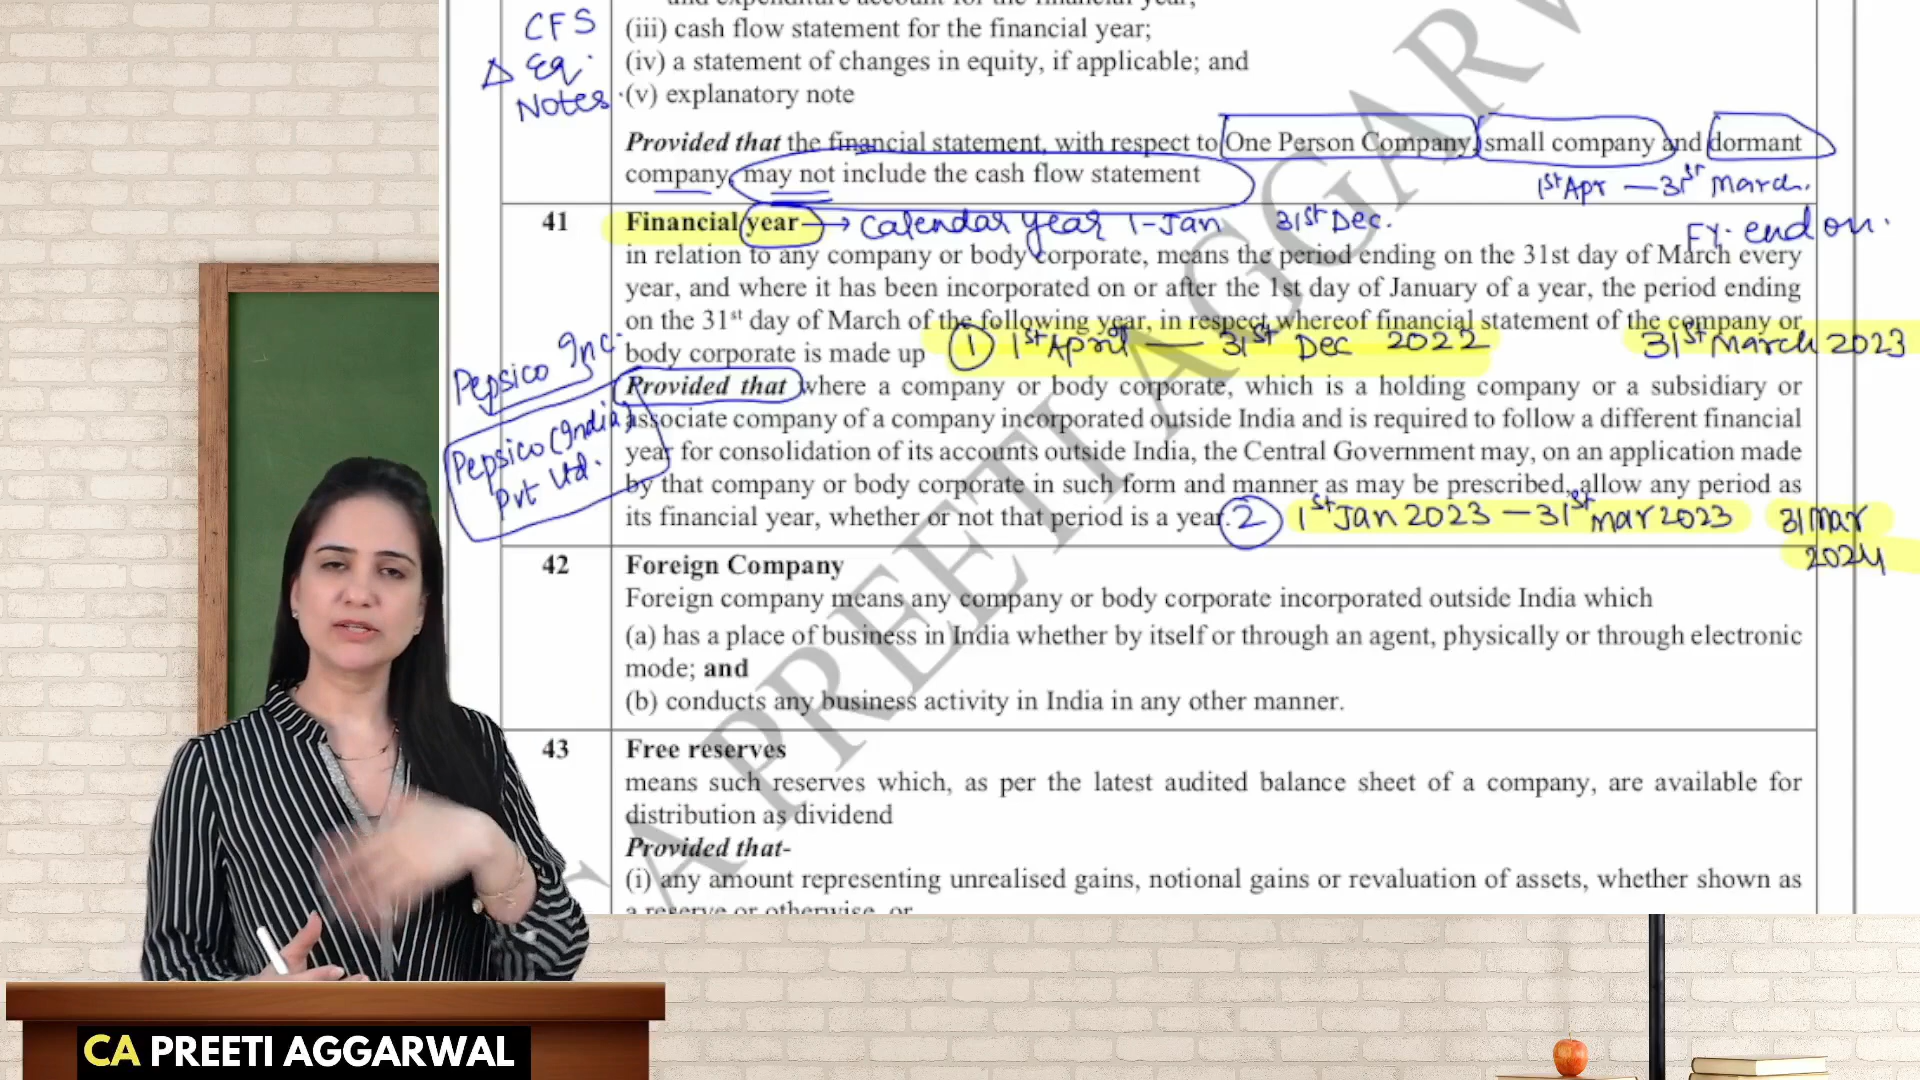 CFS
(iii) cash flow statement for the financial year;
Δ Eq.
(iv) a statement of changes in equity, if applicable; and
Notes
(v) explanatory note
Provided that the financial statement, with respect to One Person Company, small company and dormant
company, may not include the cash flow statement
1st Apr — 31st March.
41
Financial year → Calendar year 1-Jan 31st Dec.
FY. end on.
in relation to any company or body corporate, means the period ending on the 31st day of March every
year, and where it has been incorporated on or after the 1st day of January of a year, the period ending
on the 31st day of March of the following year, in respect whereof financial statement of the company or
body corporate is made up ① 1st April — 31st Dec 2022 31st March 2023
Pepsico Inc.
Provided that where a company or body corporate, which is a holding company or a subsidiary or
associate company of a company incorporated outside India and is required to follow a different financial
Pepsico (India)
Pvt Ltd.
year for consolidation of its accounts outside India, the Central Government may, on an application made
by that company or body corporate in such form and manner as may be prescribed, allow any period as
its financial year, whether or not that period is a year. ② 1st Jan 2023 — 31st Mar 2023 31 Mar
2024
42
Foreign Company
Foreign company means any company or body corporate incorporated outside India which
(a) has a place of business in India whether by itself or through an agent, physically or through electronic
mode; and
(b) conducts any business activity in India in any other manner.
43
Free reserves
means such reserves which, as per the latest audited balance sheet of a company, are available for
distribution as dividend
Provided that-
(i) any amount representing unrealised gains, notional gains or revaluation of assets, whether shown as
a reserve or otherwise, or
CA PREETI AGGARW
CA PREETI AGGARWAL